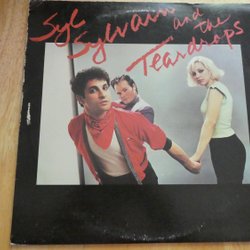 Syl
Sylvain and the
Teardrops